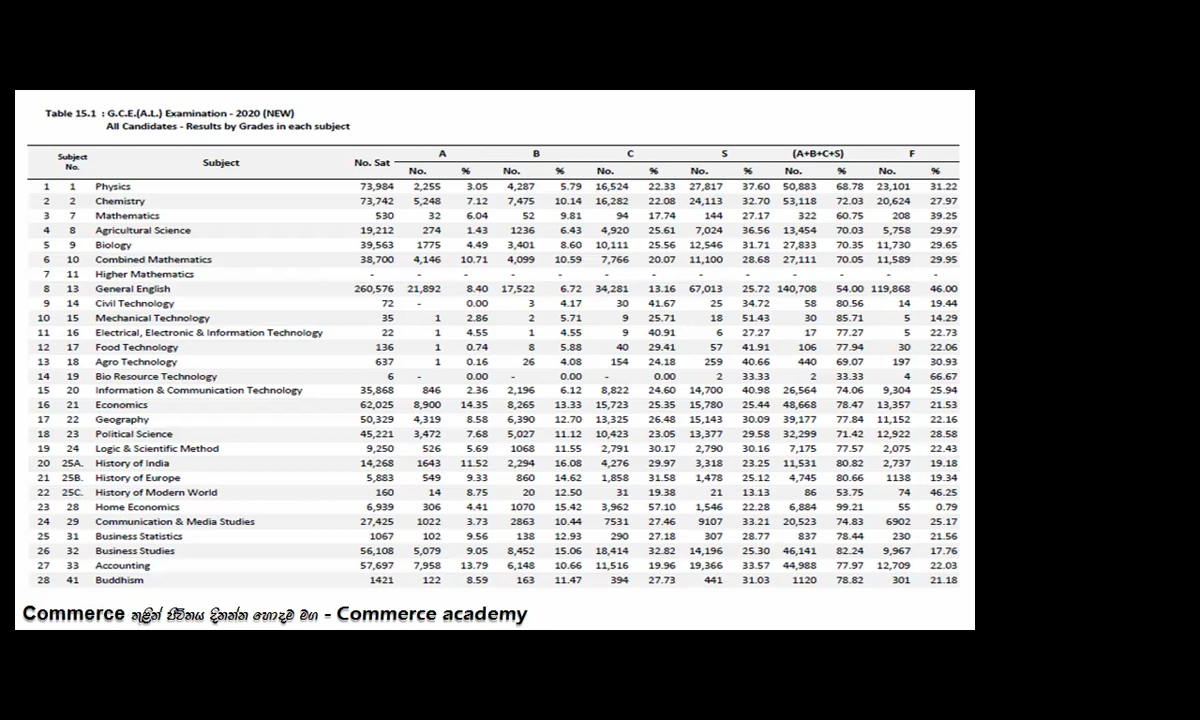 Table 15.1 : G.C.E.(A.L.) Examination - 2020 (NEW)
All Candidates - Results by Grades in each subject
Subject No. Subject No. Sat A B C S (A+B+C+S) F
No. % No. % No. % No. % No. % No. %
1 1 Physics 73,984 2,255 3.05 4,287 5.79 16,524 22.33 27,817 37.60 50,883 68.78 23,101 31.22
2 2 Chemistry 73,742 5,248 7.12 7,475 10.14 16,282 22.08 24,113 32.70 53,118 72.03 20,624 27.97
3 7 Mathematics 530 32 6.04 52 9.81 94 17.74 144 27.17 322 60.75 208 39.25
4 8 Agricultural Science 19,212 274 1.43 1236 6.43 4,920 25.61 7,024 36.56 13,454 70.03 5,758 29.97
5 9 Biology 39,563 1775 4.49 3,401 8.60 10,111 25.56 12,546 31.71 27,833 70.35 11,730 29.65
6 10 Combined Mathematics 38,700 4,146 10.71 4,099 10.59 7,766 20.07 11,100 28.68 27,111 70.05 11,589 29.95
7 11 Higher Mathematics - - - - - - - - - - - - -
8 13 General English 260,576 21,892 8.40 17,522 6.72 34,281 13.16 67,013 25.72 140,708 54.00 119,868 46.00
9 14 Civil Technology 72 - 0.00 3 4.17 30 41.67 25 34.72 58 80.56 14 19.44
10 15 Mechanical Technology 35 1 2.86 2 5.71 9 25.71 18 51.43 30 85.71 5 14.29
11 16 Electrical, Electronic & Information Technology 22 1 4.55 1 4.55 9 40.91 6 27.27 17 77.27 5 22.73
12 17 Food Technology 136 1 0.74 8 5.88 40 29.41 57 41.91 106 77.94 30 22.06
13 18 Agro Technology 637 1 0.16 26 4.08 154 24.18 259 40.66 440 69.07 197 30.93
14 19 Bio Resource Technology 6 - 0.00 - 0.00 - 0.00 2 33.33 2 33.33 4 66.67
15 20 Information & Communication Technology 35,868 846 2.36 2,196 6.12 8,822 24.60 14,700 40.98 26,564 74.06 9,304 25.94
16 21 Economics 62,025 8,900 14.35 8,265 13.33 15,723 25.35 15,780 25.44 48,668 78.47 13,357 21.53
17 22 Geography 50,329 4,319 8.58 6,390 12.70 13,325 26.48 15,143 30.09 39,177 77.84 11,152 22.16
18 23 Political Science 45,221 3,472 7.68 5,027 11.12 10,423 23.05 13,377 29.58 32,299 71.42 12,922 28.58
19 24 Logic & Scientific Method 9,250 526 5.69 1068 11.55 2,791 30.17 2,790 30.16 7,175 77.57 2,075 22.43
20 25A. History of India 14,268 1643 11.52 2,294 16.08 4,276 29.97 3,318 23.25 11,531 80.82 2,737 19.18
21 25B. History of Europe 5,883 549 9.33 860 14.62 1,858 31.58 1,478 25.12 4,745 80.66 1138 19.34
22 25C. History of Modern World 160 14 8.75 20 12.50 31 19.38 21 13.13 86 53.75 74 46.25
23 28 Home Economics 6,939 306 4.41 1070 15.42 3,962 57.10 1,546 22.28 6,884 99.21 55 0.79
24 29 Communication & Media Studies 27,425 1022 3.73 2863 10.44 7531 27.46 9107 33.21 20,523 74.83 6902 25.17
25 31 Business Statistics 1067 102 9.56 138 12.93 290 27.18 307 28.77 837 78.44 230 21.56
26 32 Business Studies 56,108 5,079 9.05 8,452 15.06 18,414 32.82 14,196 25.30 46,141 82.24 9,967 17.76
27 33 Accounting 57,697 7,958 13.79 6,148 10.66 11,516 19.96 19,366 33.57 44,988 77.97 12,709 22.03
28 41 Buddhism 1421 122 8.59 163 11.47 394 27.73 441 31.03 1120 78.82 301 21.18
Commerce තුළින් ජීවිතය දිනන්න හොඳම මග - Commerce academy